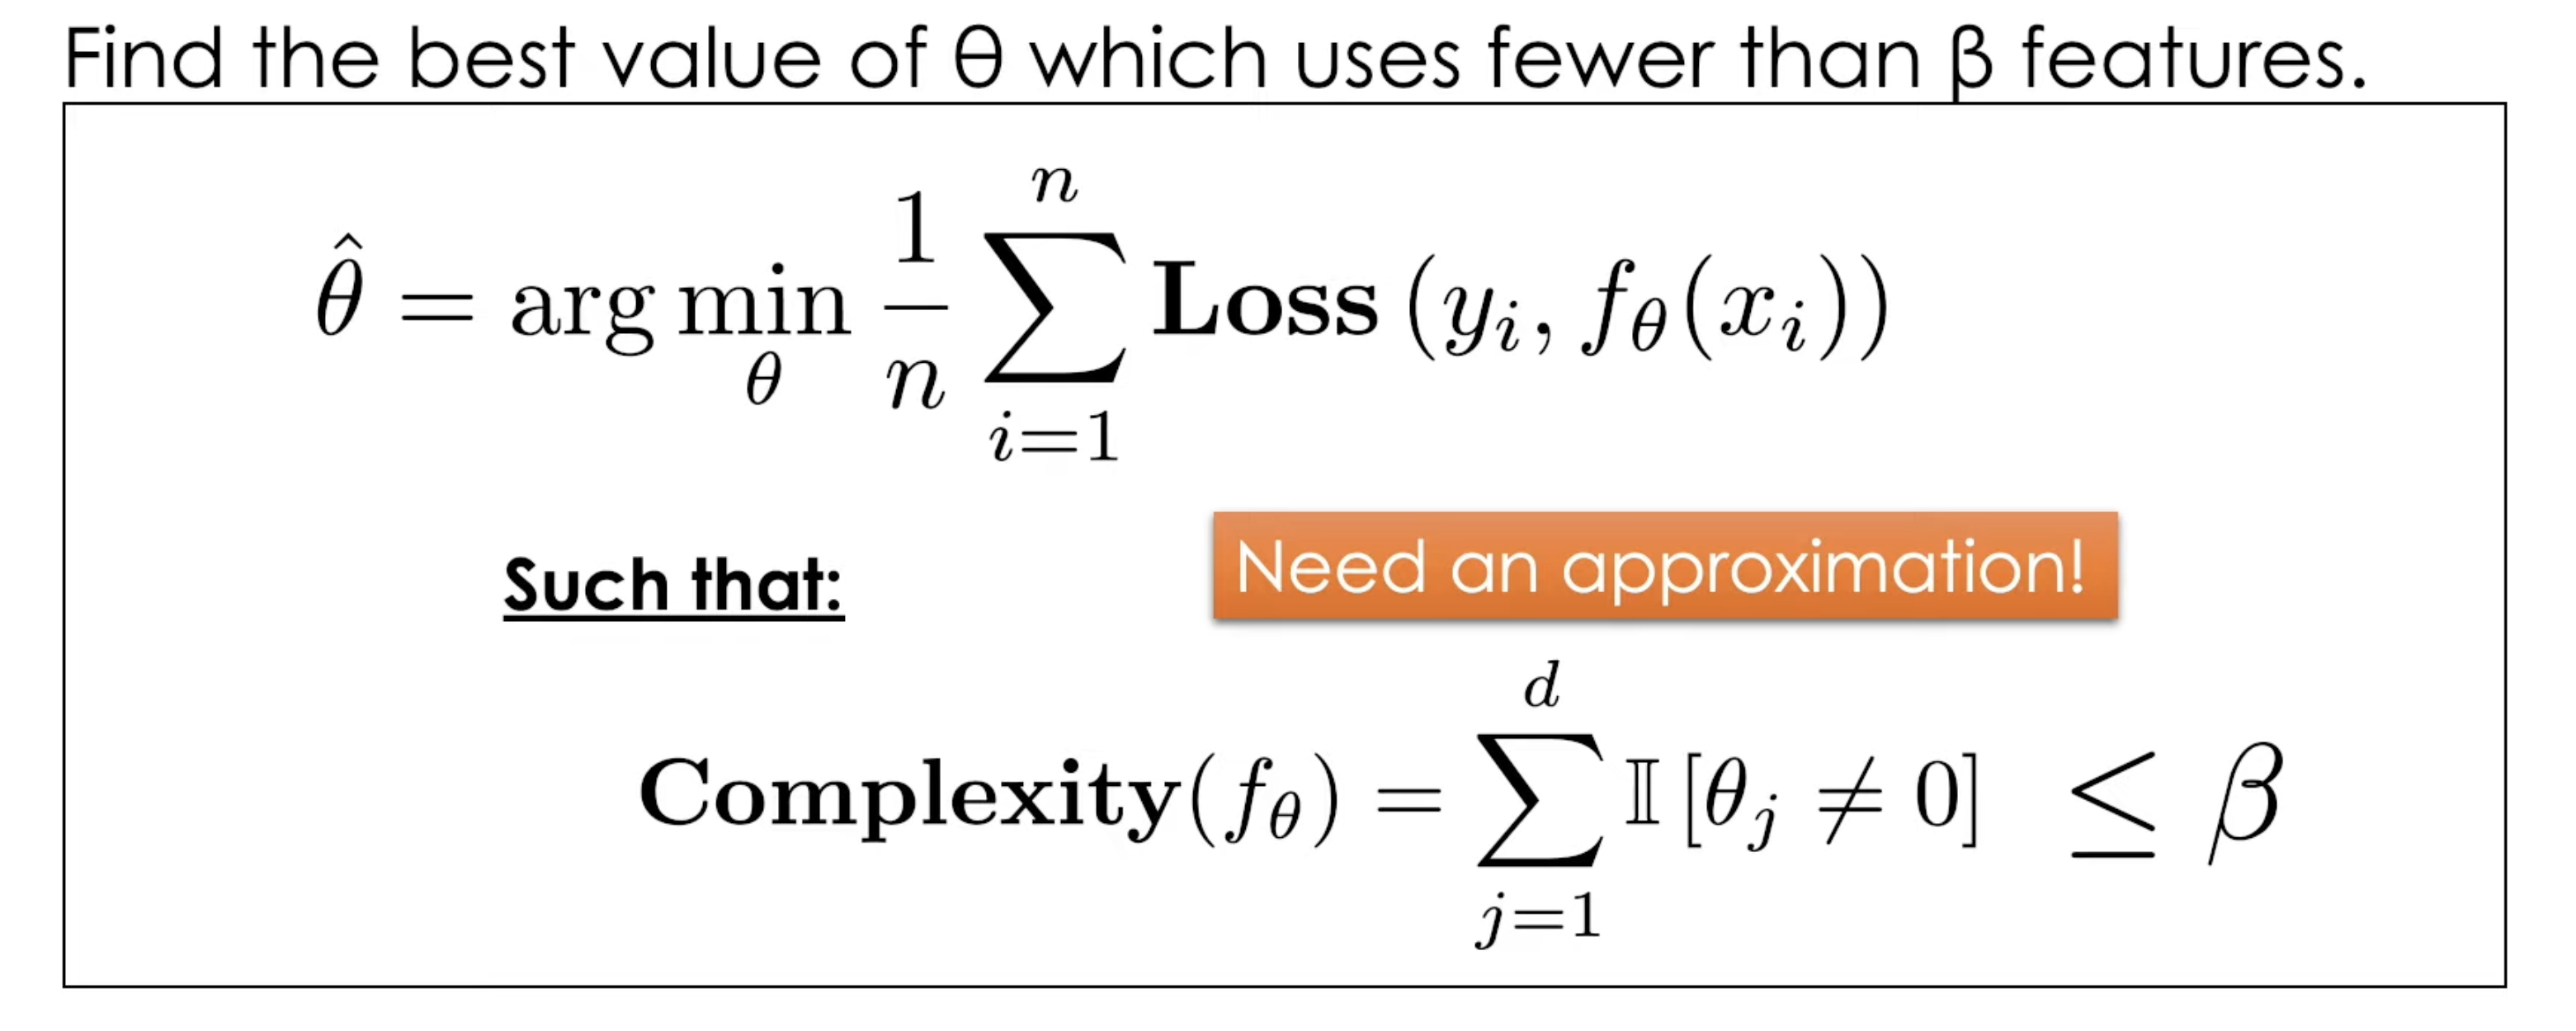 Find the best value of θ which uses fewer than β features.
$\hat{\theta} = \arg\min_{\theta} \frac{1}{n} \sum_{i=1}^{n} \textbf{Loss}\left(y_i, f_\theta(x_i)\right)$
Such that:
Need an approximation!
$\textbf{Complexity}(f_\theta) = \sum_{j=1}^{d} \mathbb{I}\left[\theta_j \neq 0\right] \leq \beta$